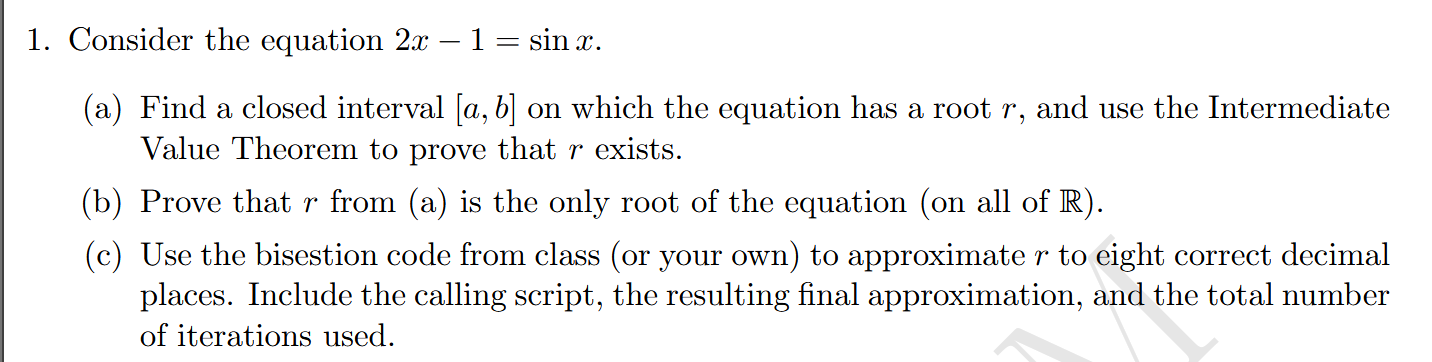 1. Consider the equation 2x − 1 = sin x.
(a) Find a closed interval [a, b] on which the equation has a root r, and use the Intermediate
Value Theorem to prove that r exists.
(b) Prove that r from (a) is the only root of the equation (on all of ℝ).
(c) Use the bisestion code from class (or your own) to approximate r to eight correct decimal
places. Include the calling script, the resulting final approximation, and the total number
of iterations used.